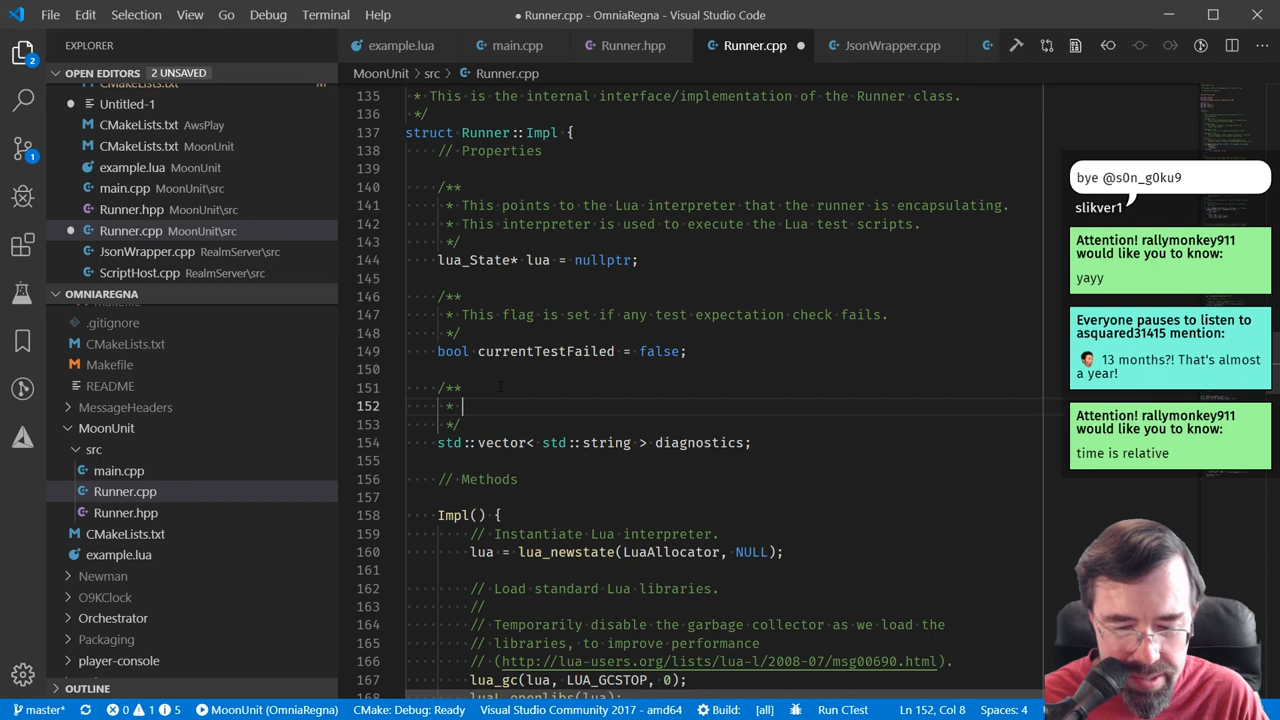 File Edit Selection View Go Debug Terminal Help
● Runner.cpp - OmniaRegna - Visual Studio Code
EXPLORER
example.lua main.cpp Runner.hpp Runner.cpp JsonWrapper.cpp
OPEN EDITORS 2 UNSAVED
MoonUnit > src > Runner.cpp
CMakeLists.txt
Untitled-1
CMakeLists.txt AwsPlay
CMakeLists.txt MoonUnit
example.lua MoonUnit
main.cpp MoonUnit\src
Runner.hpp MoonUnit\src
Runner.cpp MoonUnit\src
JsonWrapper.cpp RealmServer\src
ScriptHost.cpp RealmServer\src
OMNIAREGNA
.gitignore
CMakeLists.txt
Makefile
README
MessageHeaders
MoonUnit
src
main.cpp
Runner.cpp
Runner.hpp
CMakeLists.txt
example.lua
Newman
O9KClock
Orchestrator
Packaging
player-console
OUTLINE
135 * This is the internal interface/implementation of the Runner class.
136 */
137 struct Runner::Impl {
138 // Properties
139
140 /**
141 * This points to the Lua interpreter that the runner is encapsulating.
142 * This interpreter is used to execute the Lua test scripts.
143 */
144 lua_State* lua = nullptr;
145
146 /**
147 * This flag is set if any test expectation check fails.
148 */
149 bool currentTestFailed = false;
150
151 /**
152 *
153 */
154 std::vector< std::string > diagnostics;
155
156 // Methods
157
158 Impl() {
159 // Instantiate Lua interpreter.
160 lua = lua_newstate(LuaAllocator, NULL);
161
162 // Load standard Lua libraries.
163 //
164 // Temporarily disable the garbage collector as we load the
165 // libraries, to improve performance
166 // (http://lua-users.org/lists/lua-l/2008-07/msg00690.html).
167 lua_gc(lua, LUA_GCSTOP, 0);
168 luaL_openlibs(lua);
bye @s0n_g0ku9
slikver1
Attention! rallymonkey911
would like you to know:
yayy
Everyone pauses to listen to
asquared31415 mention:
13 months?! That's almost
a year!
Attention! rallymonkey911
would like you to know:
time is relative
master* 0 1 5 MoonUnit (OmniaRegna) CMake: Debug: Ready Visual Studio Community 2017 - amd64 Build: [all] Run CTest Ln 152, Col 8 Spaces: 4